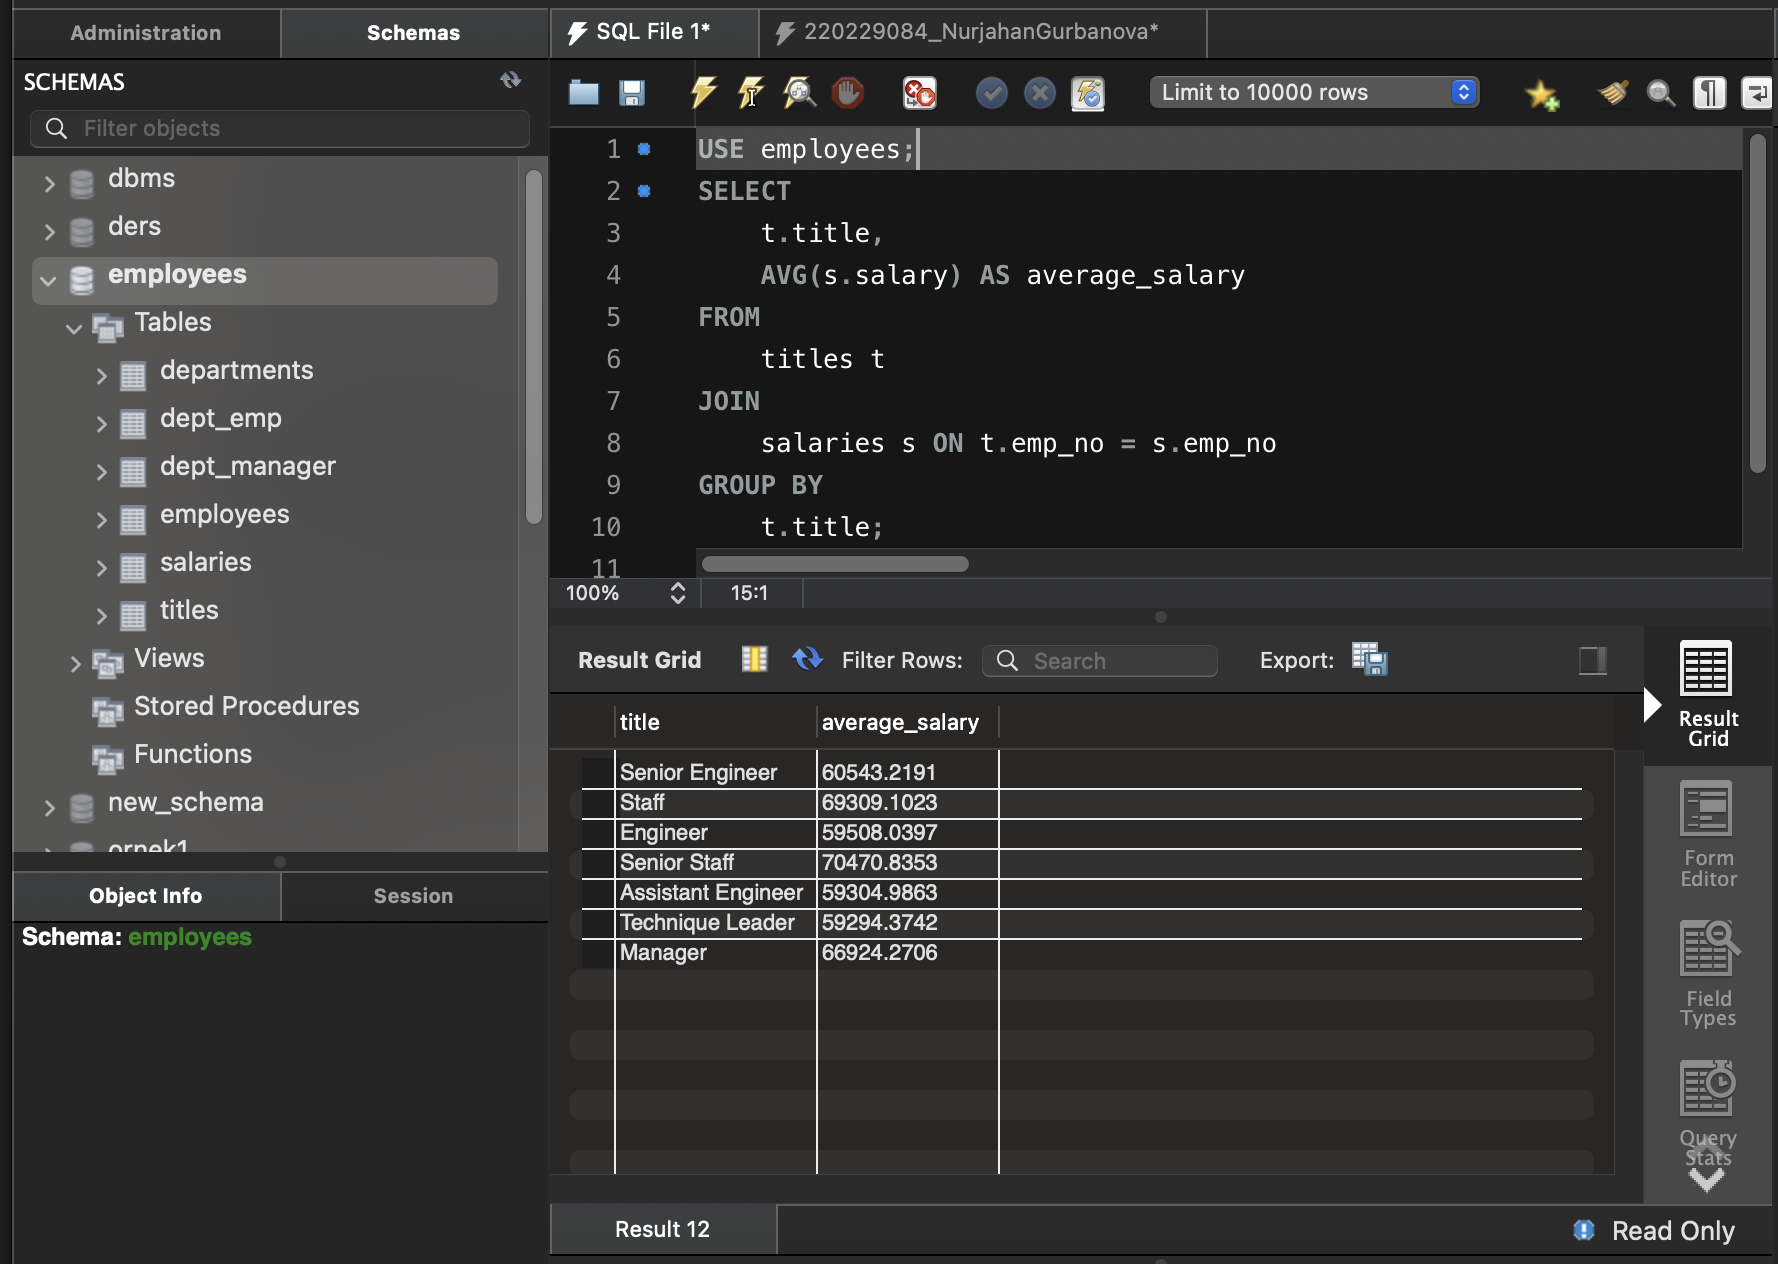 Administration
Schemas
SCHEMAS
Filter objects
dbms
ders
employees
Tables
departments
dept_emp
dept_manager
employees
salaries
titles
Views
Stored Procedures
Functions
new_schema
ornek1
Object Info
Session
Schema: employees
SQL File 1*
220229084_NurjahanGurbanova*
Limit to 10000 rows
1 USE employees;
2 SELECT
3 t.title,
4 AVG(s.salary) AS average_salary
5 FROM
6 titles t
7 JOIN
8 salaries s ON t.emp_no = s.emp_no
9 GROUP BY
10 t.title;
11
100%
15:1
Result Grid
Filter Rows:
Search
Export:
title average_salary
Senior Engineer 60543.2191
Staff 69309.1023
Engineer 59508.0397
Senior Staff 70470.8353
Assistant Engineer 59304.9863
Technique Leader 59294.3742
Manager 66924.2706
Result
Grid
Form
Editor
Field
Types
Query
Stats
Result 12
Read Only